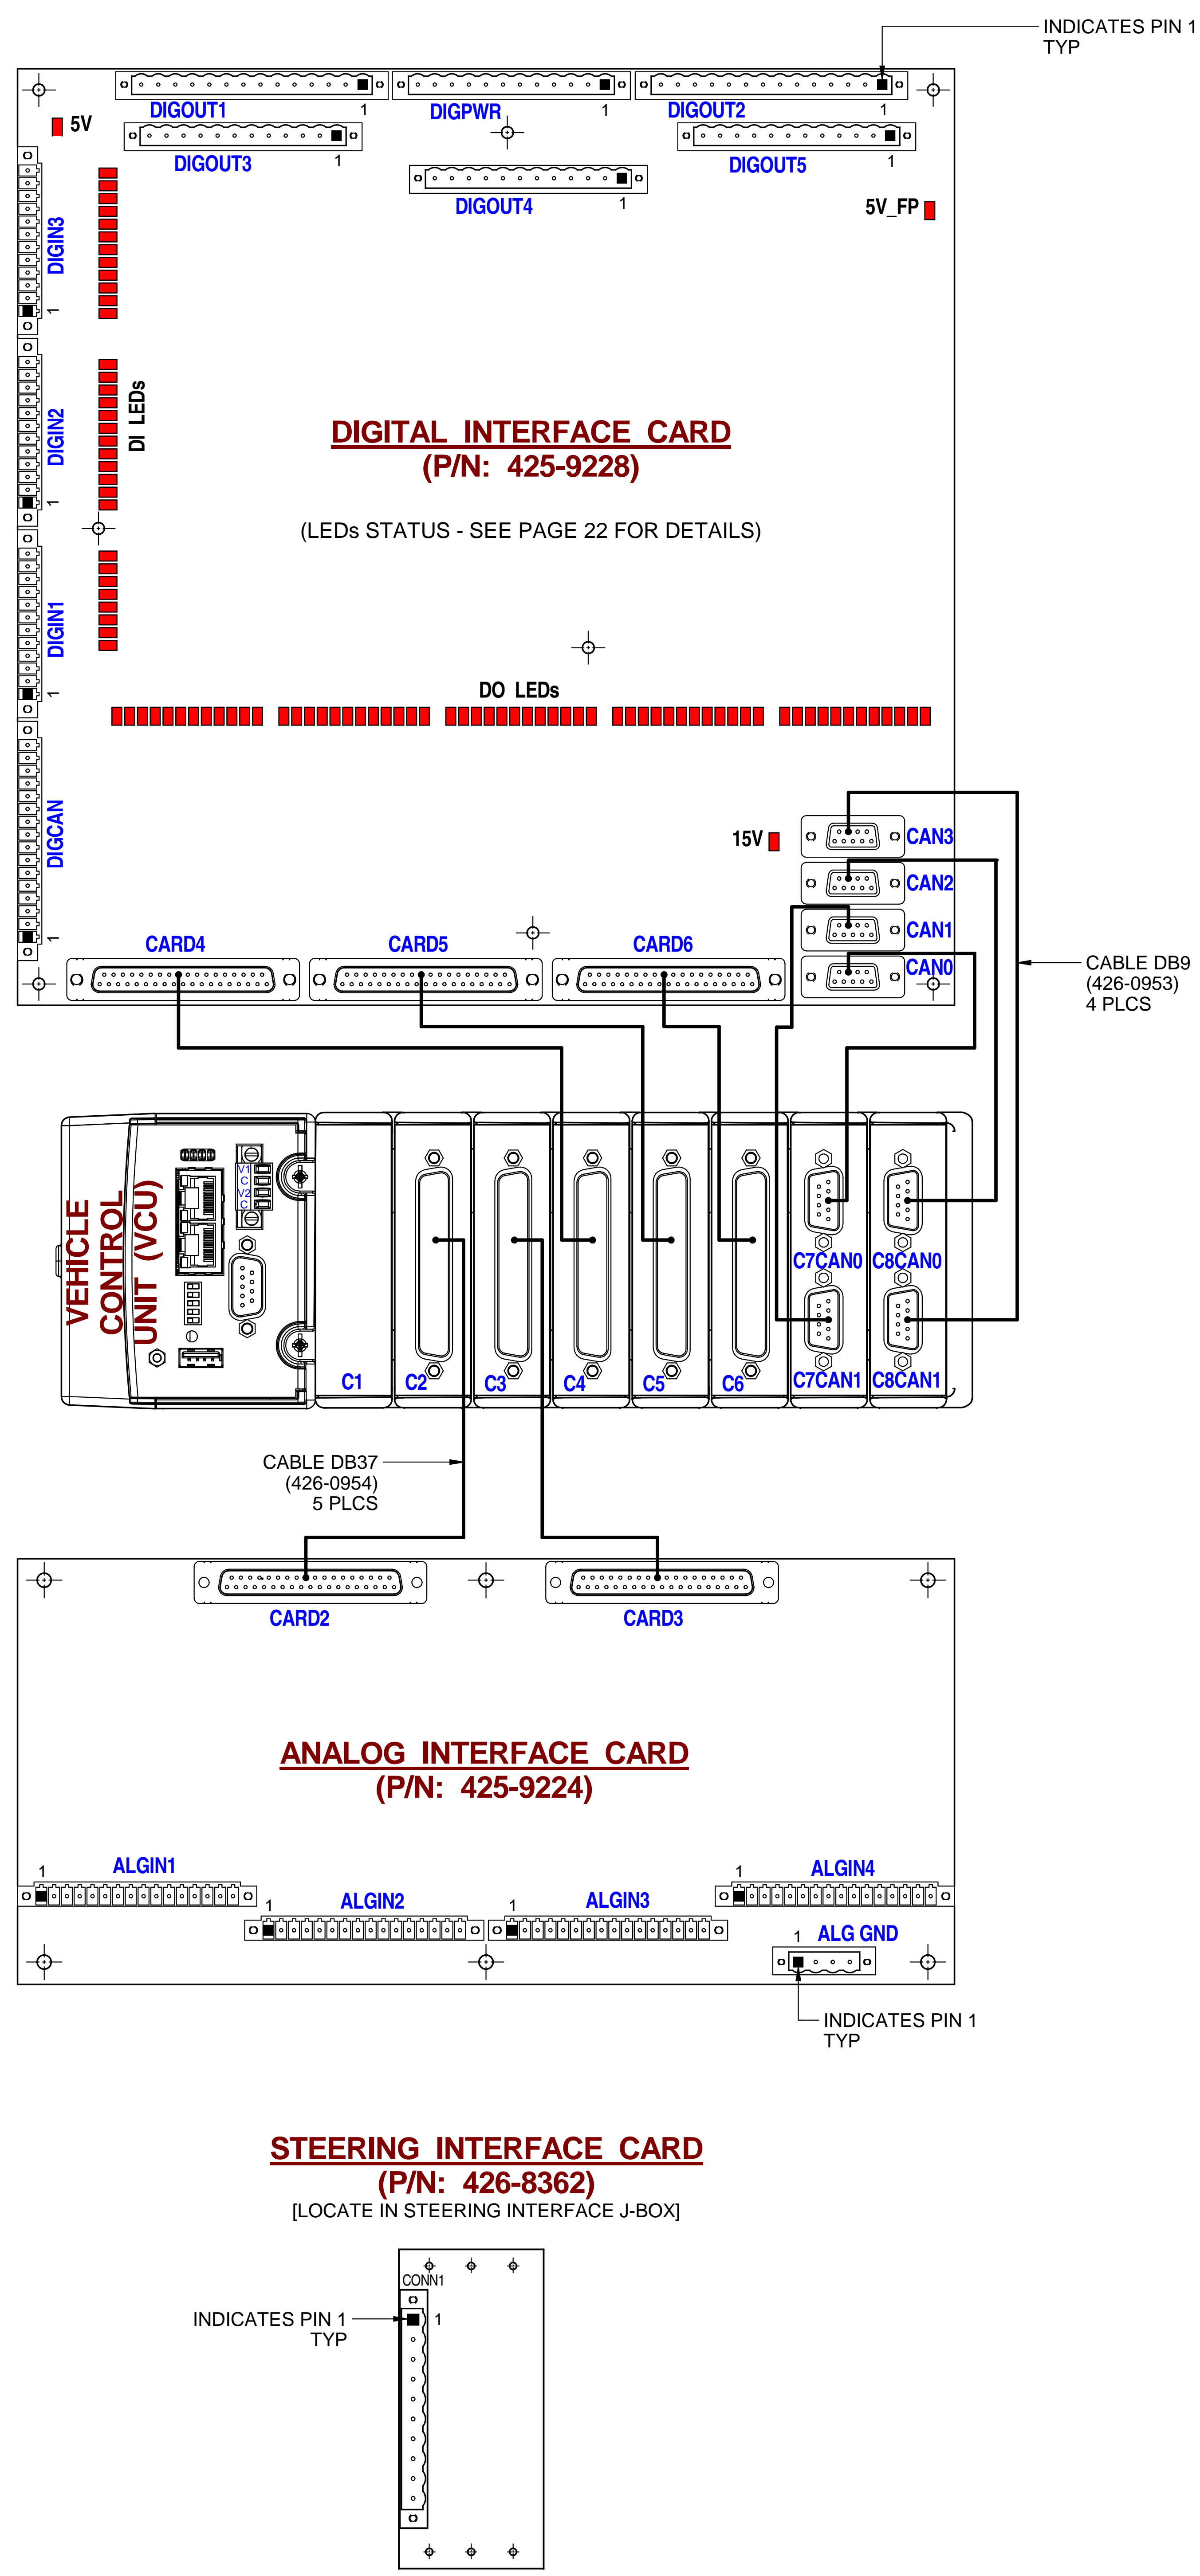 INDICATES PIN 1
TYP
DIGOUT1
1
DIGPWR
1
DIGOUT2
1
5V
DIGOUT3
1
DIGOUT5
1
DIGOUT4
1
5V_FP
DIGIN3
1
DIGIN2
1
DI LEDs
DIGITAL INTERFACE CARD
(P/N: 425-9228)
(LEDs STATUS - SEE PAGE 22 FOR DETAILS)
DIGIN1
1
DO LEDs
DIGCAN
1
15V
CAN3
CAN2
CAN1
CAN0
CARD4
CARD5
CARD6
CABLE DB9
(426-0953)
4 PLCS
VEHICLE
CONTROL
UNIT (VCU)
V1
C
V2
C
C7CAN0
C8CAN0
C1
C2
C3
C4
C5
C6
C7CAN1
C8CAN1
CABLE DB37
(426-0954)
5 PLCS
CARD2
CARD3
ANALOG INTERFACE CARD
(P/N: 425-9224)
1
ALGIN1
1
ALGIN2
1
ALGIN3
1
ALGIN4
1
ALG GND
INDICATES PIN 1
TYP
STEERING INTERFACE CARD
(P/N: 426-8362)
[LOCATE IN STEERING INTERFACE J-BOX]
CONN1
INDICATES PIN 1
TYP
1